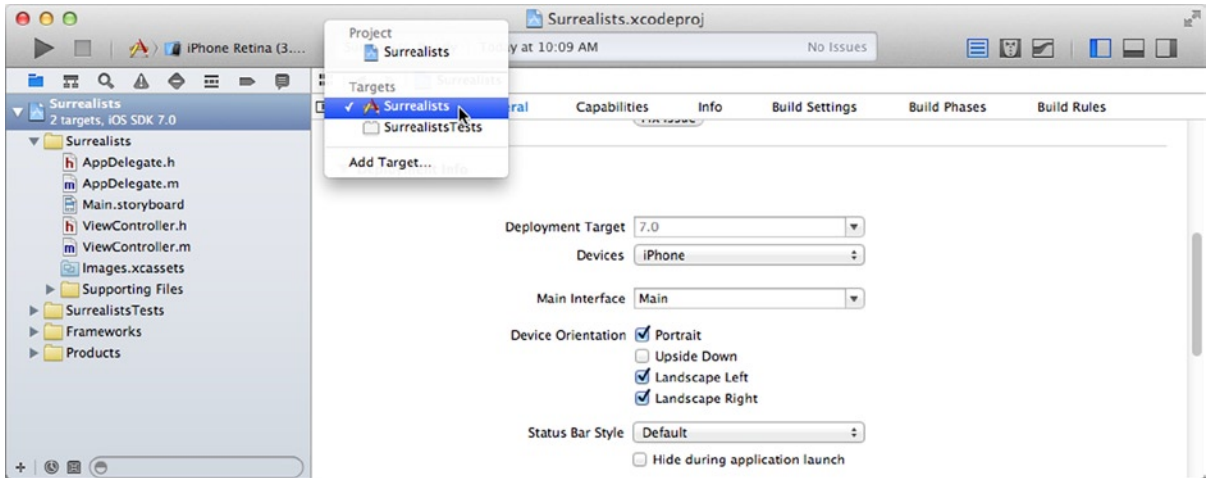 Surrealists.xcodeproj
iPhone Retina (3....
Today at 10:09 AM
No Issues
Project
Surrealists
Targets
Surrealists
SurrealistsTests
Add Target...
Capabilities
Info
Build Settings
Build Phases
Build Rules
Surrealists
2 targets, iOS SDK 7.0
Surrealists
h AppDelegate.h
m AppDelegate.m
Main.storyboard
h ViewController.h
m ViewController.m
Images.xcassets
Supporting Files
SurrealistsTests
Frameworks
Products
Deployment Info
Deployment Target 7.0
Devices iPhone
Main Interface Main
Device Orientation Portrait
Upside Down
Landscape Left
Landscape Right
Status Bar Style Default
Hide during application launch